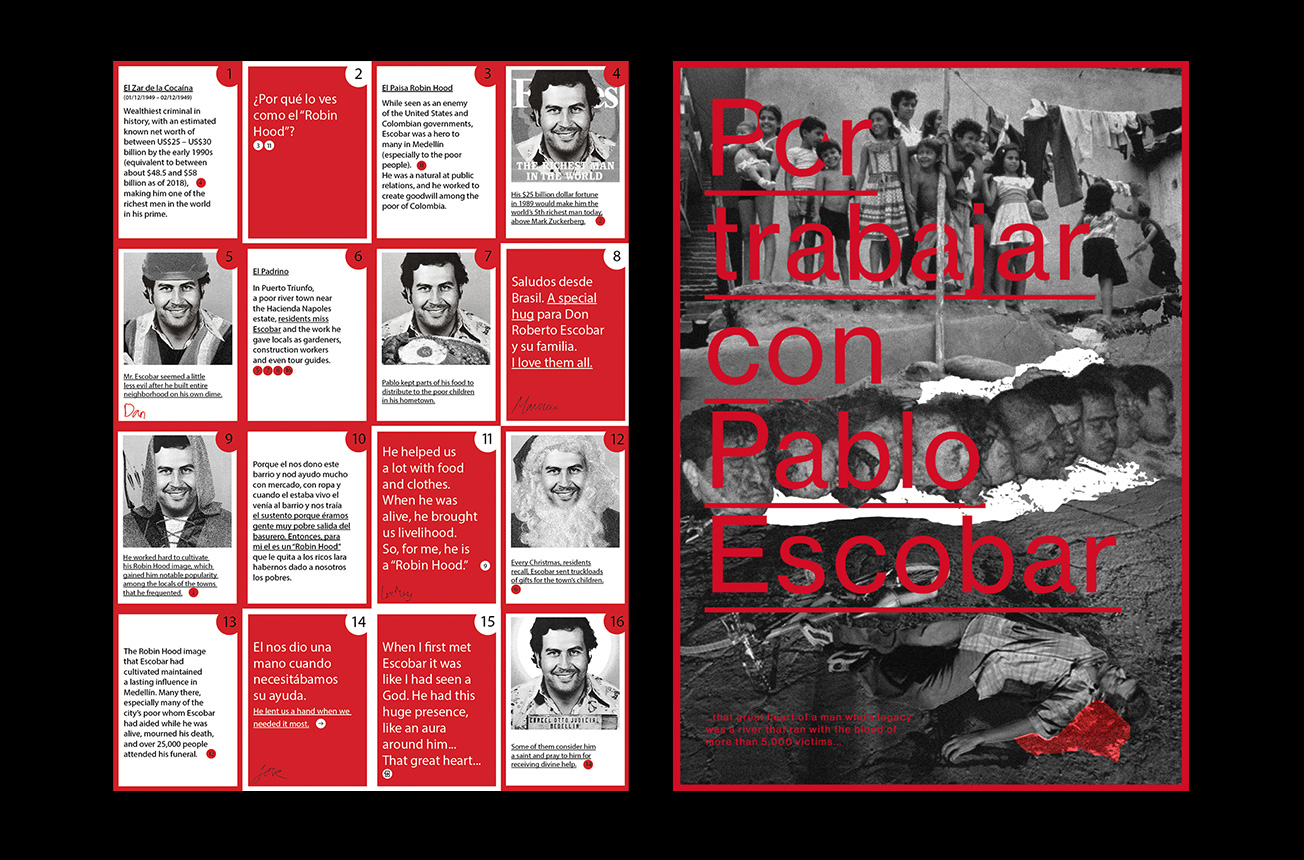 1
El Zar de la Cocaína
(01/12/1949 – 02/12/1949)
Wealthiest criminal in
history, with an estimated
known net worth of
between US$25 – US$30
billion by the early 1990s
(equivalent to between
about $48.5 and $58
billion as of 2018), 4
making him one of the
richest men in the world
in his prime.
2
¿Por qué lo ves
como el “Robin
Hood”?
3 11
3
El Paisa Robin Hood
While seen as an enemy
of the United States and
Colombian governments,
Escobar was a hero to
many in Medellín
(especially to the poor
people).
He was a natural at public
relations, and he worked to
create goodwill among the
poor of Colombia.
4
THE RICHEST MAN
IN THE WORLD
His $25 billion dollar fortune
in 1989 would make him the
world’s 5th richest man today,
above Mark Zuckerberg.
5
Mr. Escobar seemed a little
less evil after he built entire
neighborhood on his own dime.
Dan
6
El Padrino
In Puerto Triunfo,
a poor river town near
the Hacienda Napoles
estate, residents miss
Escobar and the work he
gave locals as gardeners,
construction workers
and even tour guides.
7
Pablo kept parts of his food to
distribute to the poor children
in his hometown.
8
Saludos desde
Brasil. A special
hug para Don
Roberto Escobar
y su familia.
I love them all.
9
He worked hard to cultivate
his Robin Hood image, which
gained him notable popularity
among the locals of the towns
that he frequented.
10
Porque el nos dono este
barrio y nod ayudo mucho
con mercado, con ropa y
cuando el estaba vivo el
venía al barrio y nos traía
el sustento porque éramos
gente muy pobre salida del
basurero. Entonces, para
mi el es un “Robin Hood”
que le quita a los ricos lara
habernos dado a nosotros
los pobres.
11
He helped us
a lot with food
and clothes.
When he was
alive, he brought
us livelihood.
So, for me, he is
a “Robin Hood.” 9
12
Every Christmas, residents
recall, Escobar sent truckloads
of gifts for the town’s children.
13
The Robin Hood image
that Escobar had
cultivated maintained
a lasting influence in
Medellín. Many there,
especially many of the
city’s poor whom Escobar
had aided while he was
alive, mourned his death,
and over 25,000 people
attended his funeral. 12
14
El nos dio una
mano cuando
necesitábamos
su ayuda.
He lent us a hand when we
needed it most.
15
When I first met
Escobar it was
like I had seen a
God. He had this
huge presence,
like an aura
around him...
That great heart...
16
CARCEL DTTO JUDICIAL
MEDELLIN
Some of them consider him
a saint and pray to him for
receiving divine help. 14
Por
trabajar
con
Pablo
Escobar
...that great heart of a man who’s legacy
was a river that ran with the blood of
more than 5,000 victims...